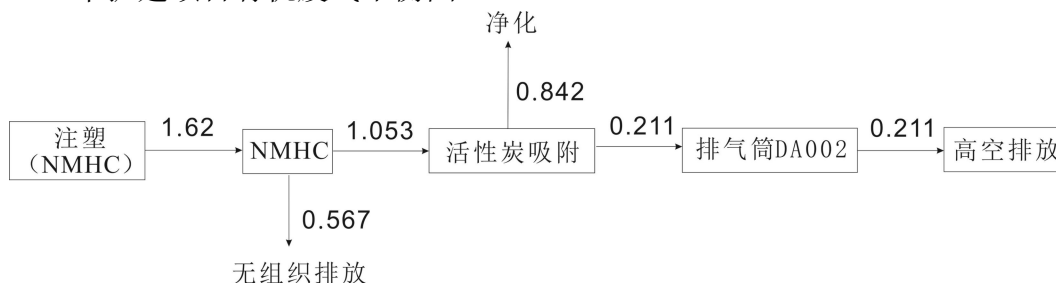 净化
0.842
注塑
(NMHC)
1.62
NMHC
1.053
活性炭吸附
0.211
排气筒DA002
0.211
高空排放
0.567
无组织排放